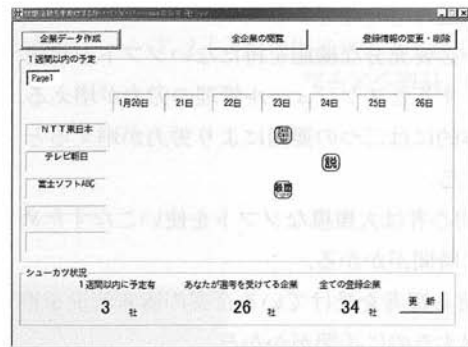 企業データ作成 全企業の閲覧 登録情報の変更・削除
1週間以内の予定
Page1
1月20日 21日 22日 23日 24日 25日 26日
NTT東日本
テレビ朝日 説
富士ソフトABC
シューカツ状況
1週間以内に予定有 あなたが選考を受けてる企業 全ての登録企業
3 社 26 社 34 社 更 新